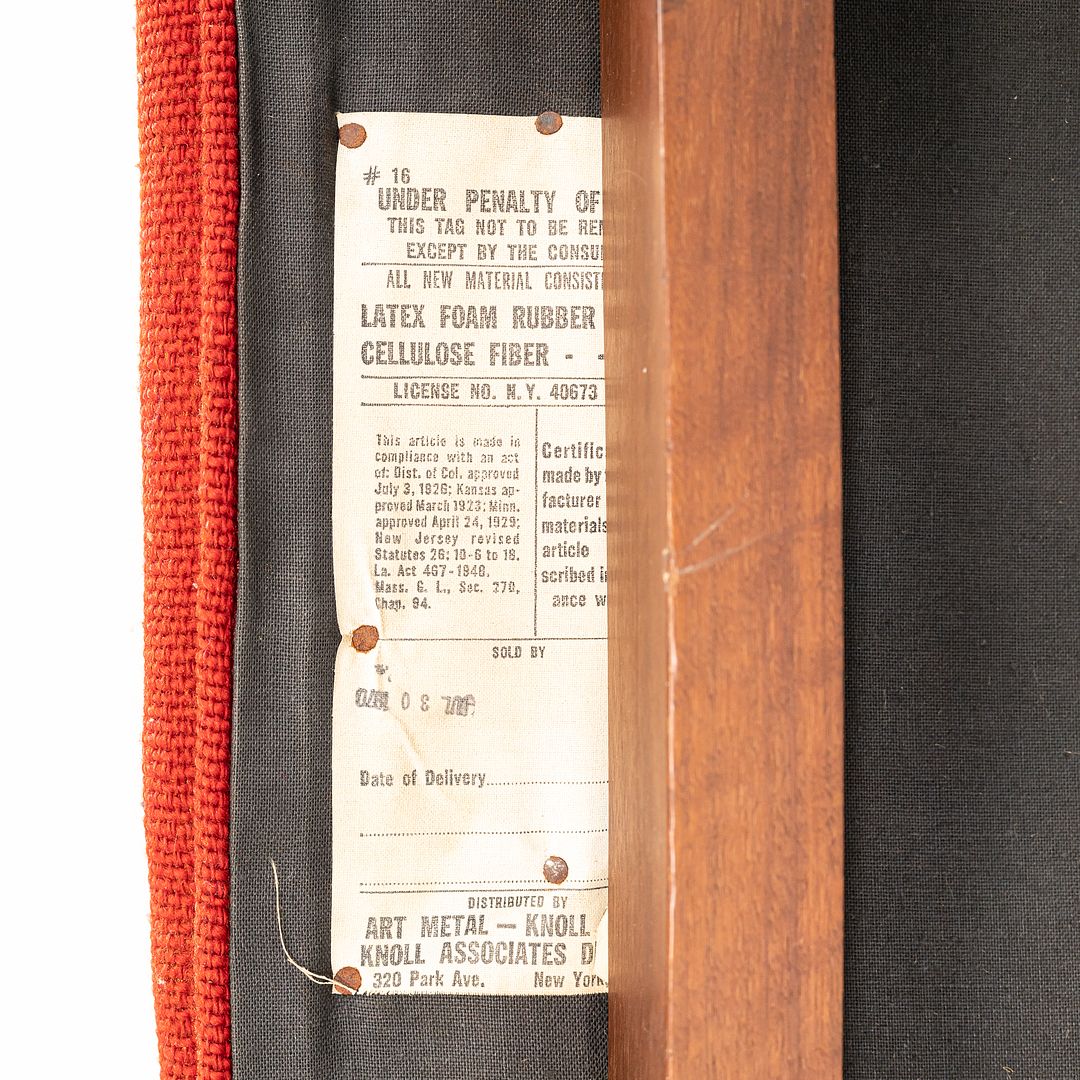 # 16
UNDER PENALTY OF
THIS TAG NOT TO BE REM
EXCEPT BY THE CONSU
ALL NEW MATERIAL CONSISTI
LATEX FOAM RUBBER
CELLULOSE FIBER - -
LICENSE NO. N.Y. 40673
This article is made in
compliance with an act
of: Dist. of Col. approved
July 3, 1926; Kansas ap-
proved March 1923; Minn.
approved April 24, 1929;
New Jersey revised
Statutes 26: 10-6 to 18.
La. Act 467-1948.
Mass. G. L., Sec. 270,
Chap. 94.
Certific
made by
facturer
materials
article
scribed i
ance w
SOLD BY
Date of Delivery
DISTRIBUTED BY
ART METAL — KNOLL
KNOLL ASSOCIATES D
320 Park Ave. New York,